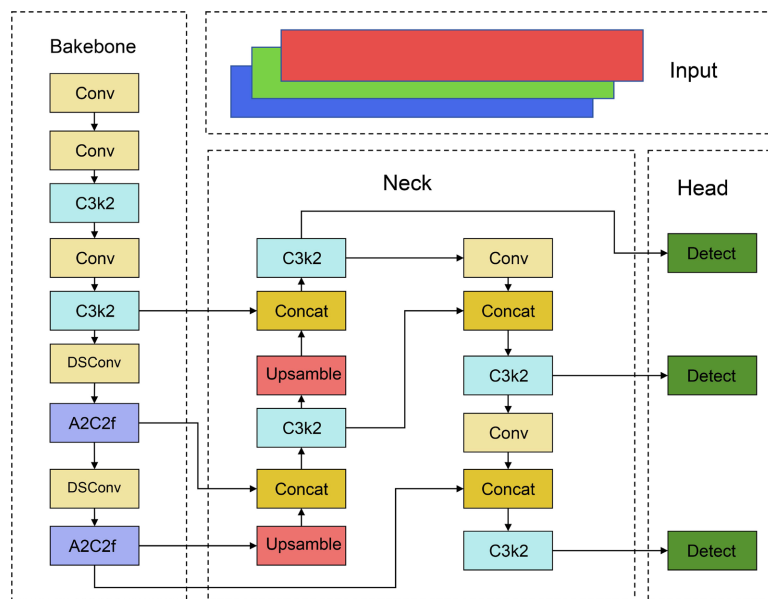 Bakebone
Conv
Conv
C3k2
Conv
C3k2
DSConv
A2C2f
DSConv
A2C2f
Input
Neck
C3k2
Concat
Upsamble
C3k2
Concat
Upsamble
Conv
Concat
C3k2
Conv
Concat
C3k2
Head
Detect
Detect
Detect